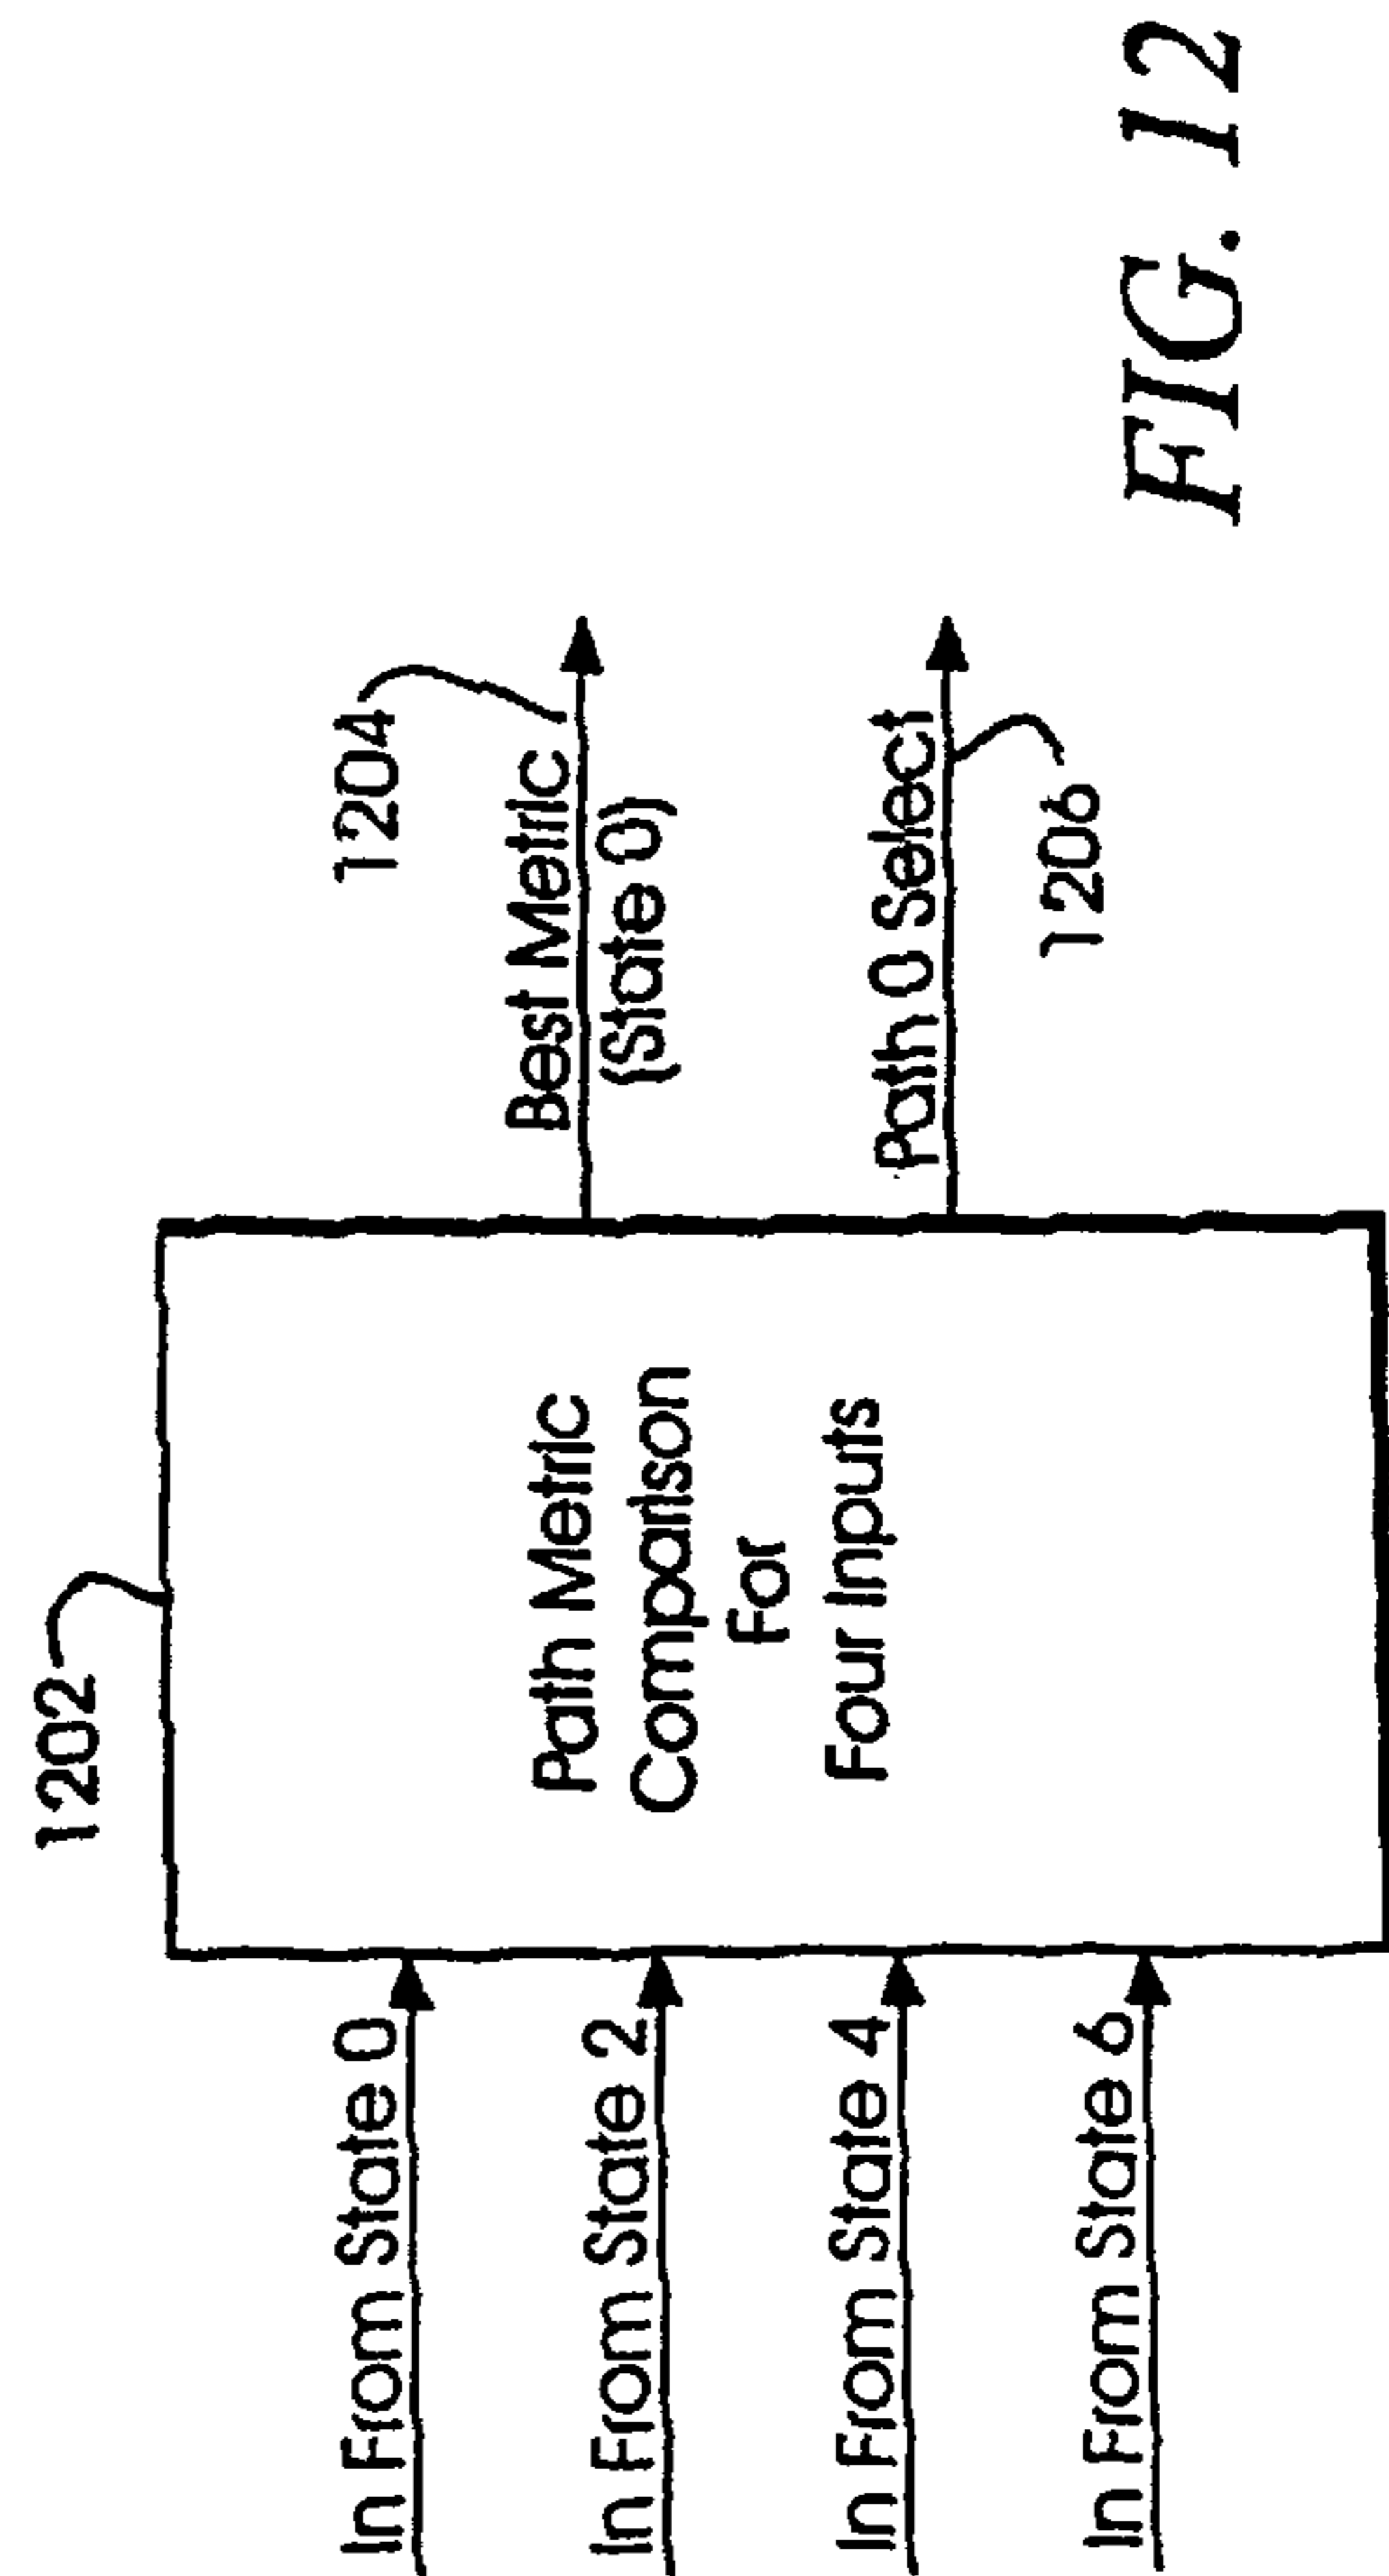 1202
In From State 0
In From State 2
In From State 4
In From State 6
Path Metric
Comparison
For
Four Inputs
1204
Best Metric
(State 0)
Path 0 Select
1206
FIG. 12